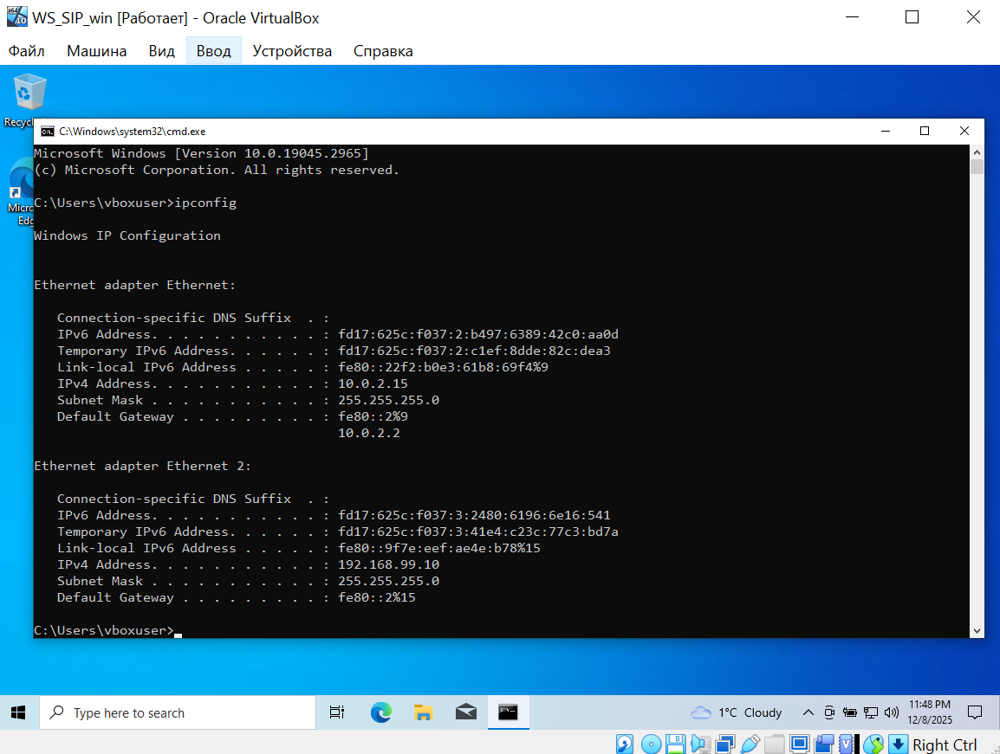 WS_SIP_win [Работает] - Oracle VirtualBox
Файл Машина Вид Ввод Устройства Справка
C:\Windows\system32\cmd.exe
Microsoft Windows [Version 10.0.19045.2965]
(c) Microsoft Corporation. All rights reserved.
C:\Users\vboxuser>ipconfig
Windows IP Configuration
Ethernet adapter Ethernet:
Connection-specific DNS Suffix . :
IPv6 Address. . . . . . . . . . . : fd17:625c:f037:2:b497:6389:42c0:aa0d
Temporary IPv6 Address. . . . . . : fd17:625c:f037:2:c1ef:8dde:82c:dea3
Link-local IPv6 Address . . . . . : fe80::22f2:b0e3:61b8:69f4%9
IPv4 Address. . . . . . . . . . . : 10.0.2.15
Subnet Mask . . . . . . . . . . . : 255.255.255.0
Default Gateway . . . . . . . . . : fe80::2%9
10.0.2.2
Ethernet adapter Ethernet 2:
Connection-specific DNS Suffix . :
IPv6 Address. . . . . . . . . . . : fd17:625c:f037:3:2480:6196:6e16:541
Temporary IPv6 Address. . . . . . : fd17:625c:f037:3:41e4:c23c:77c3:bd7a
Link-local IPv6 Address . . . . . : fe80::9f7e:eef:ae4e:b78%15
IPv4 Address. . . . . . . . . . . : 192.168.99.10
Subnet Mask . . . . . . . . . . . : 255.255.255.0
Default Gateway . . . . . . . . . : fe80::2%15
C:\Users\vboxuser>
Type here to search
1°C Cloudy
11:48 PM
12/8/2025
Right Ctrl